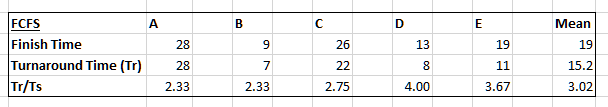 FCFS A B C D E Mean
Finish Time 28 9 26 13 19 19
Turnaround Time (Tr) 28 7 22 8 11 15.2
Tr/Ts 2.33 2.33 2.75 4.00 3.67 3.02